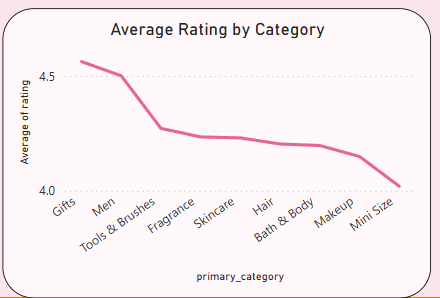 Average Rating by Category
4.5
4.0
Average of rating
Gifts
Men
Tools & Brushes
Fragrance
Skincare
Hair
Bath & Body
Makeup
Mini Size
primary_category